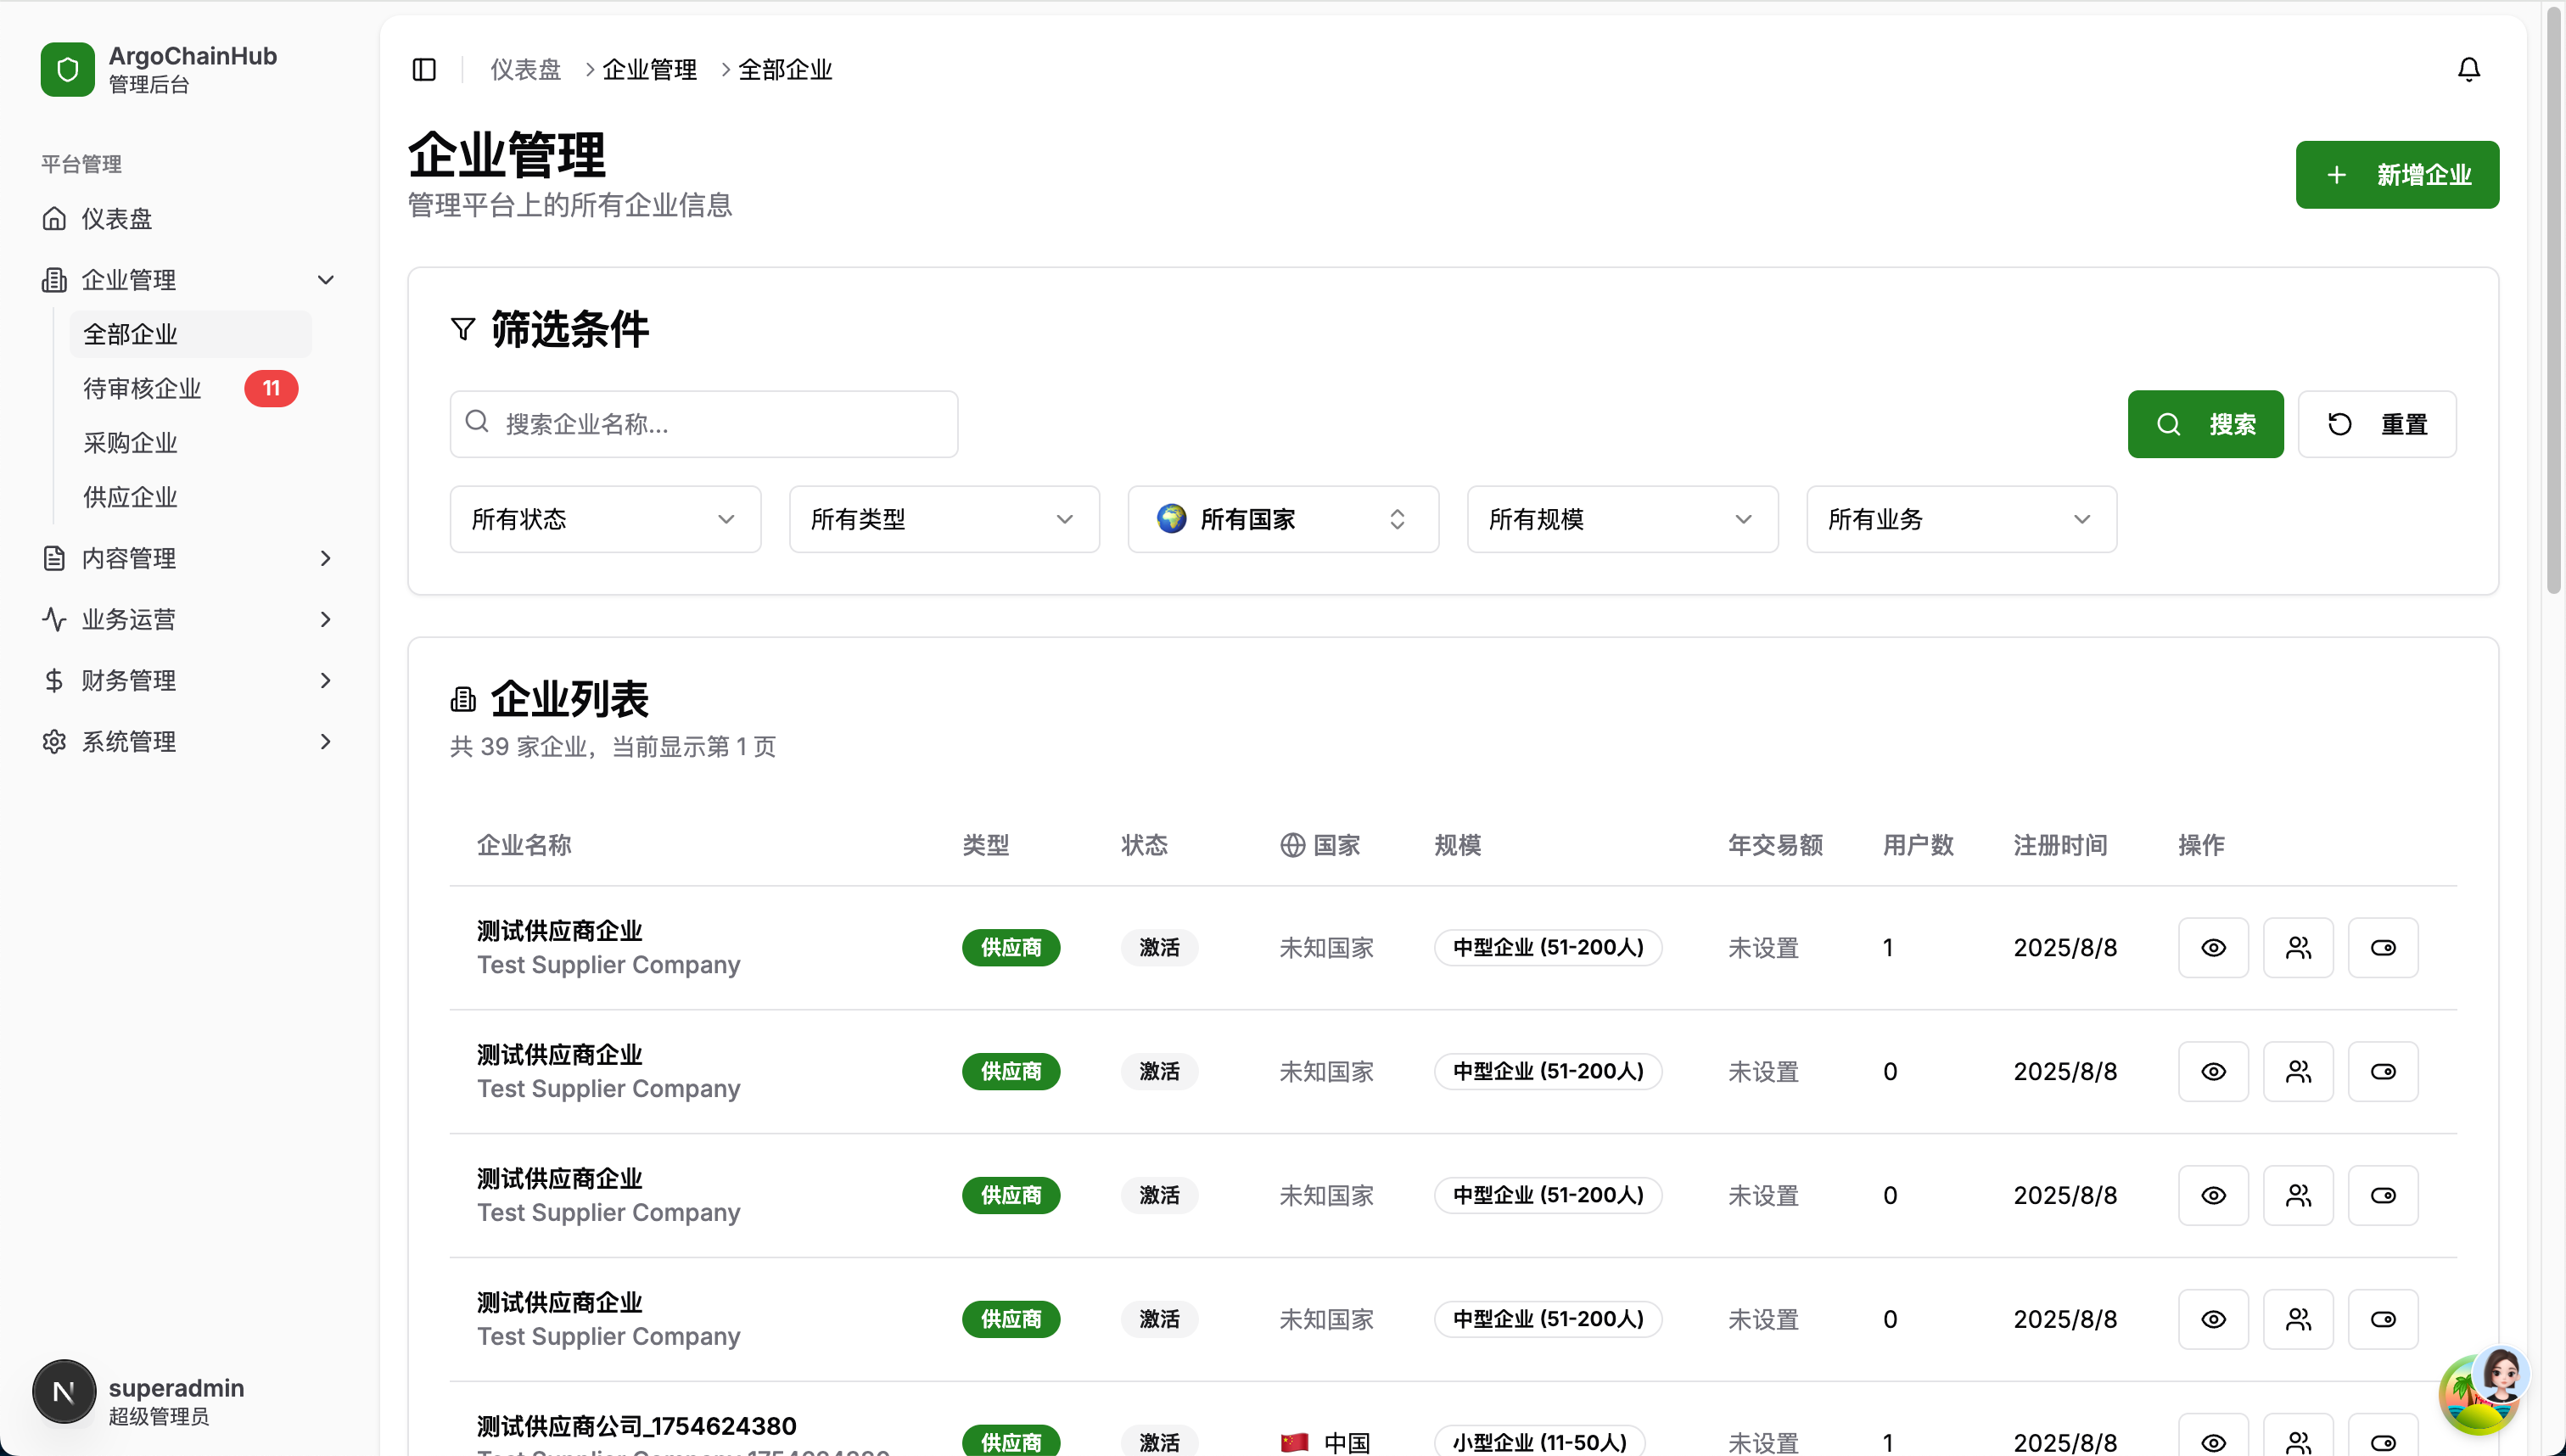 ArgoChainHub
管理后台
平台管理
仪表盘
企业管理
全部企业
待审核企业 11
采购企业
供应企业
内容管理
业务运营
财务管理
系统管理
N
superadmin
超级管理员
仪表盘 > 企业管理 > 全部企业
企业管理
管理平台上的所有企业信息
+ 新增企业
筛选条件
搜索企业名称...
搜索
重置
所有状态
所有类型
所有国家
所有规模
所有业务
企业列表
共 39 家企业，当前显示第 1 页
企业名称 类型 状态 国家 规模 年交易额 用户数 注册时间 操作
测试供应商企业
Test Supplier Company
供应商 激活 未知国家 中型企业 (51-200人) 未设置 1 2025/8/8
测试供应商企业
Test Supplier Company
供应商 激活 未知国家 中型企业 (51-200人) 未设置 0 2025/8/8
测试供应商企业
Test Supplier Company
供应商 激活 未知国家 中型企业 (51-200人) 未设置 0 2025/8/8
测试供应商企业
Test Supplier Company
供应商 激活 未知国家 中型企业 (51-200人) 未设置 0 2025/8/8
测试供应商公司_1754624380
Test Supplier Company 1754624380
供应商 激活 中国 小型企业 (11-50人) 未设置 1 2025/8/8